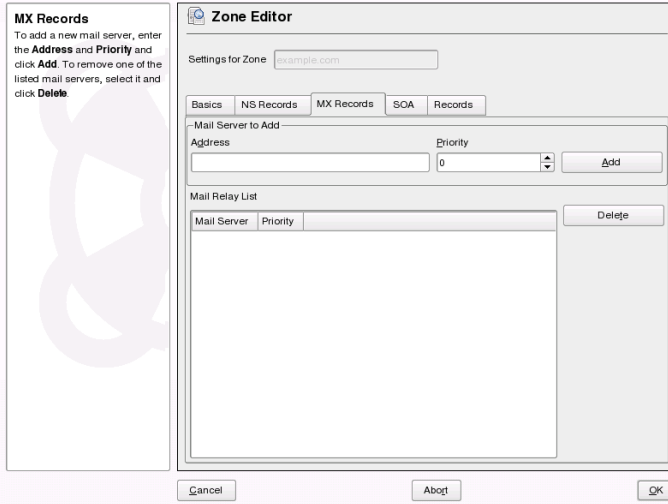 MX Records
To add a new mail server, enter
the Address and Priority and
click Add. To remove one of the
listed mail servers, select it and
click Delete.
Zone Editor
Settings for Zone example.com
Basics NS Records MX Records SOA Records
Mail Server to Add
Address Priority
0 Add
Mail Relay List
Delete
Mail Server Priority
Cancel Abort OK